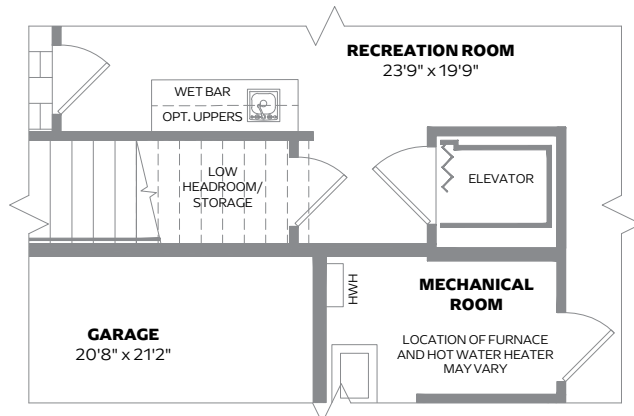 RECREATION ROOM
23'9" x 19'9"
WET BAR
OPT. UPPERS
LOW
HEADROOM/
STORAGE
ELEVATOR
HWH
MECHANICAL
ROOM
LOCATION OF FURNACE
AND HOT WATER HEATER
MAY VARY
GARAGE
20'8" x 21'2"